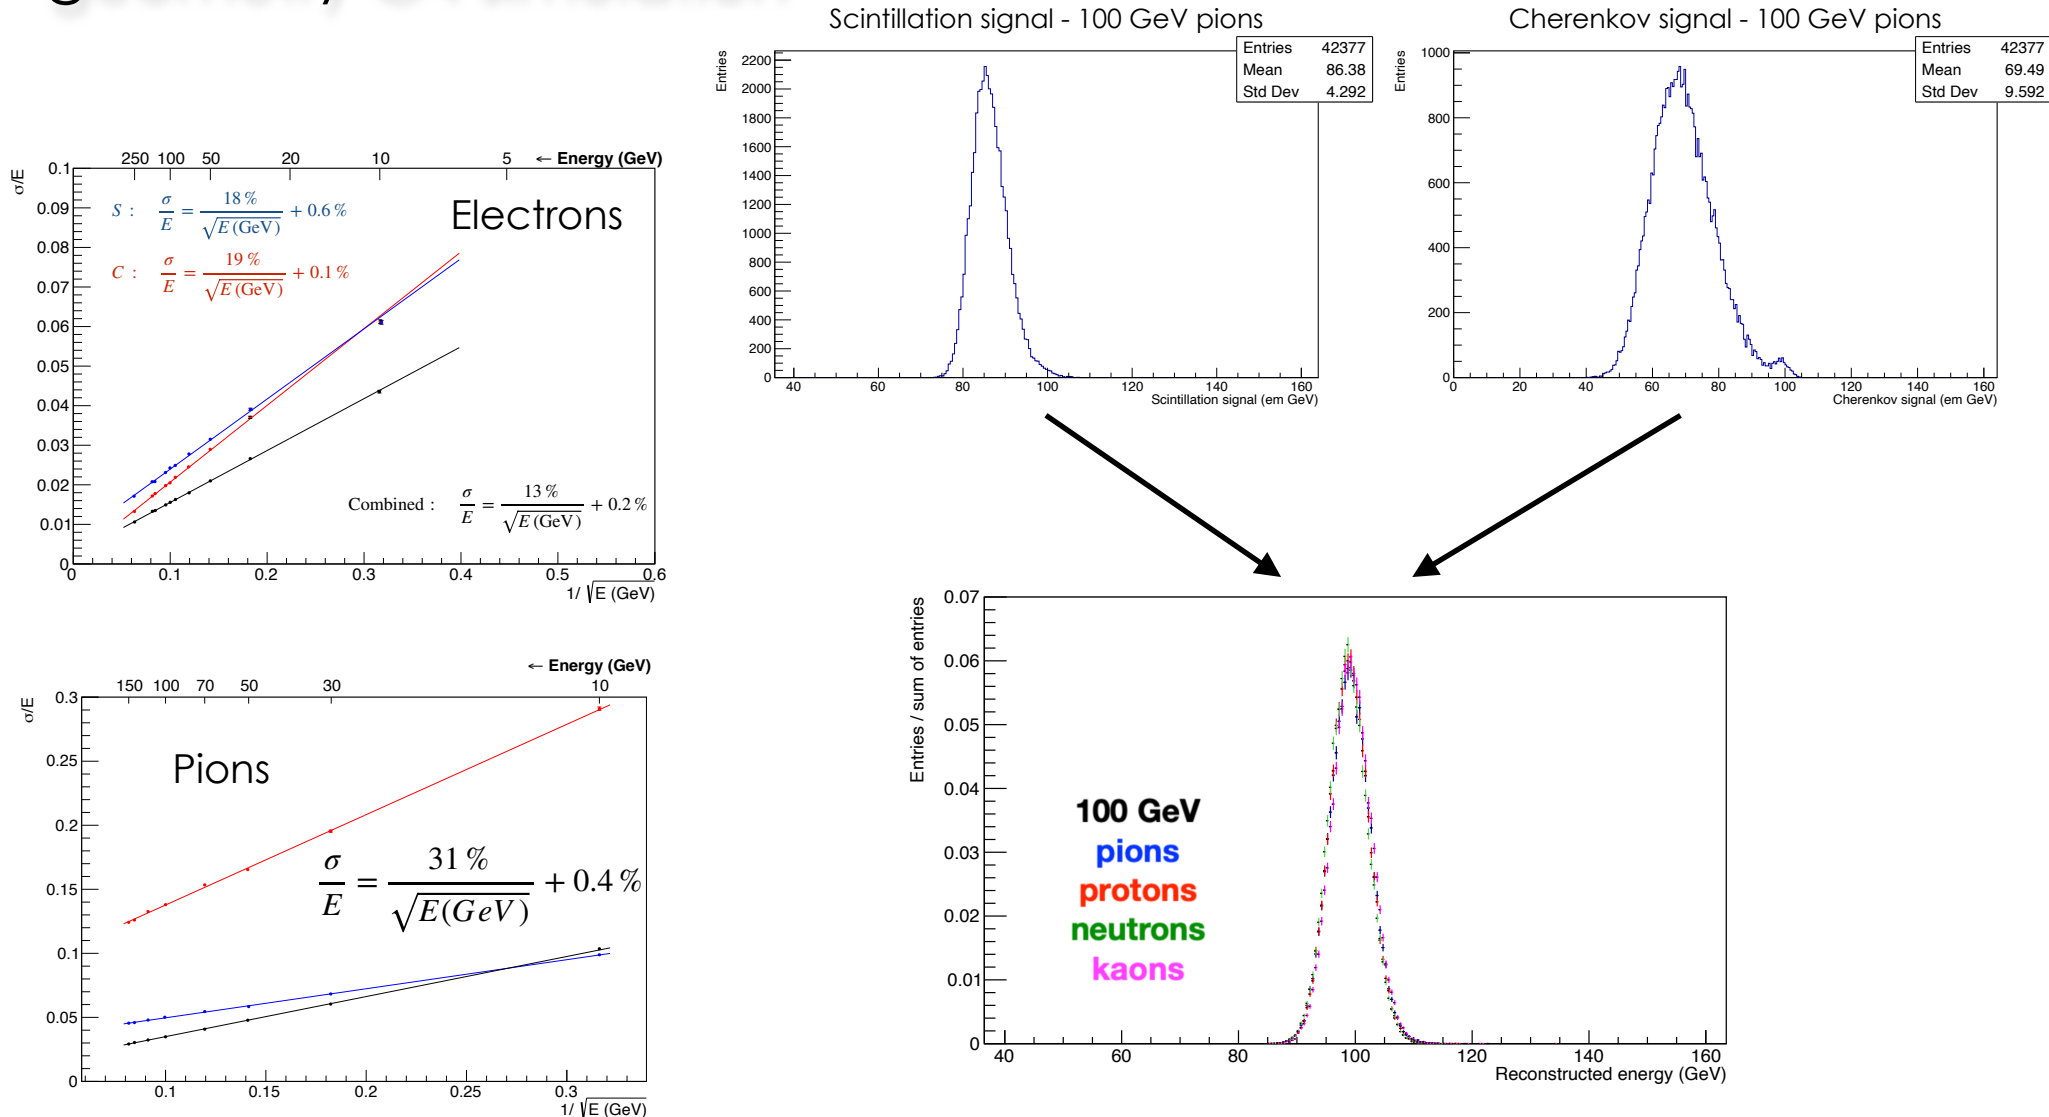 Scintillation signal - 100 GeV pions
Entries 42377
Mean 86.38
Std Dev 4.292
Entries
2200
2000
1800
1600
1400
1200
1000
800
600
400
200
0
40 60 80 100 120 140 160
Scintillation signal (em GeV)
Cherenkov signal - 100 GeV pions
Entries 42377
Mean 69.49
Std Dev 9.592
Entries
1000
800
600
400
200
0
0 20 40 60 80 100 120 140 160
Cherenkov signal (em GeV)
250 100 50 20 10 5 ← Energy (GeV)
σ/E
0.1
0.09
0.08
0.07
0.06
0.05
0.04
0.03
0.02
0.01
0
S : σ/E = 18 % / √E (GeV) + 0.6 %
C : σ/E = 19 % / √E (GeV) + 0.1 %
Electrons
Combined : σ/E = 13 % / √E (GeV) + 0.2 %
0 0.1 0.2 0.3 0.4 0.5 0.6
1/ √E (GeV)
← Energy (GeV)
150 100 70 50 30 10
σ/E
0.3
0.25
0.2
0.15
0.1
0.05
0
Pions
σ/E = 31 % / √E(GeV) + 0.4 %
0.1 0.15 0.2 0.25 0.3
1/ √E (GeV)
Entries / sum of entries
0.07
0.06
0.05
0.04
0.03
0.02
0.01
0
100 GeV
pions
protons
neutrons
kaons
40 60 80 100 120 140 160
Reconstructed energy (GeV)